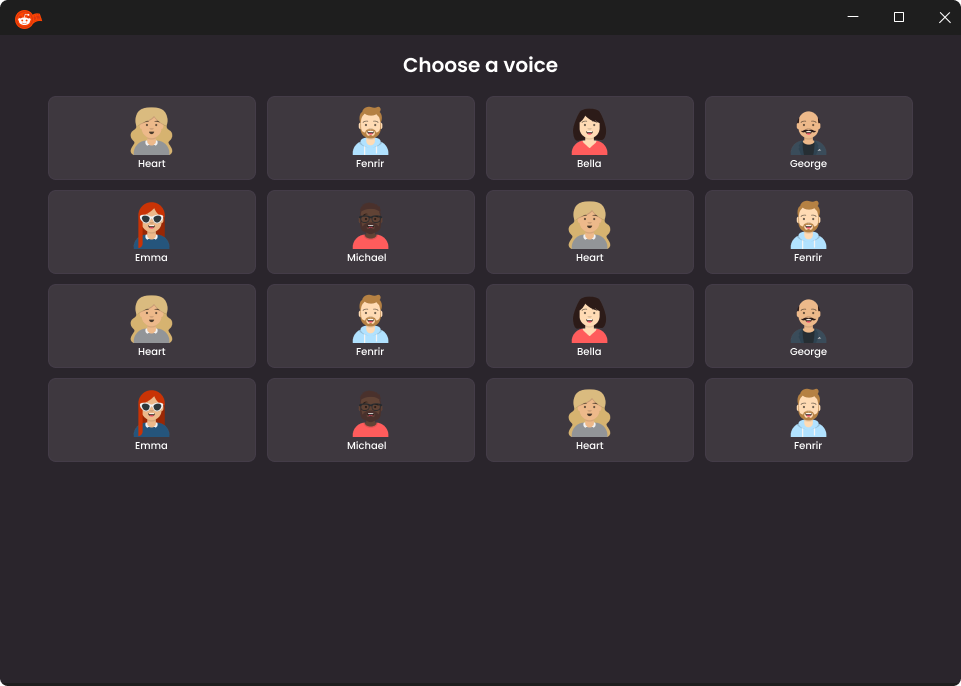 Choose a voice
Heart
Fenrir
Bella
George
Emma
Michael
Heart
Fenrir
Heart
Fenrir
Bella
George
Emma
Michael
Heart
Fenrir